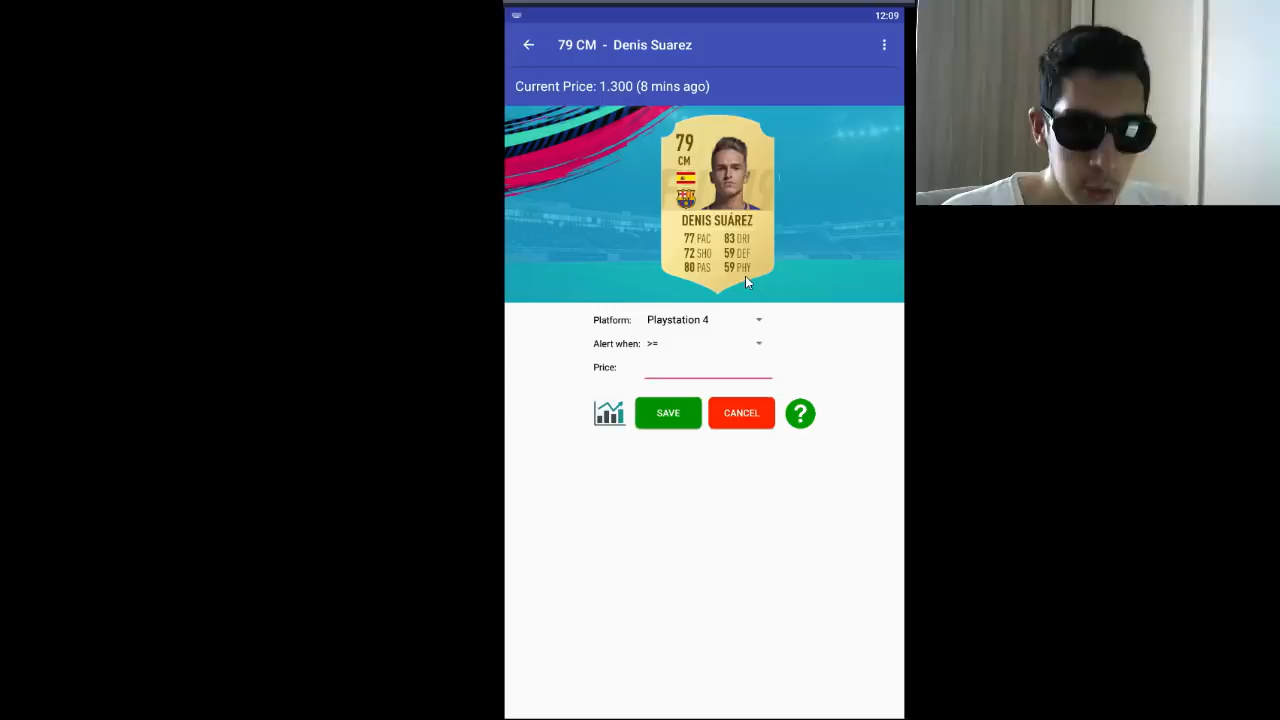 12:09
79 CM - Denis Suarez
Current Price: 1.300 (8 mins ago)
79
CM
DENIS SUÁREZ
77 PAC 83 DRI
72 SHO 59 DEF
80 PAS 59 PHY
Platform: Playstation 4
Alert when: >=
Price:
SAVE CANCEL ?